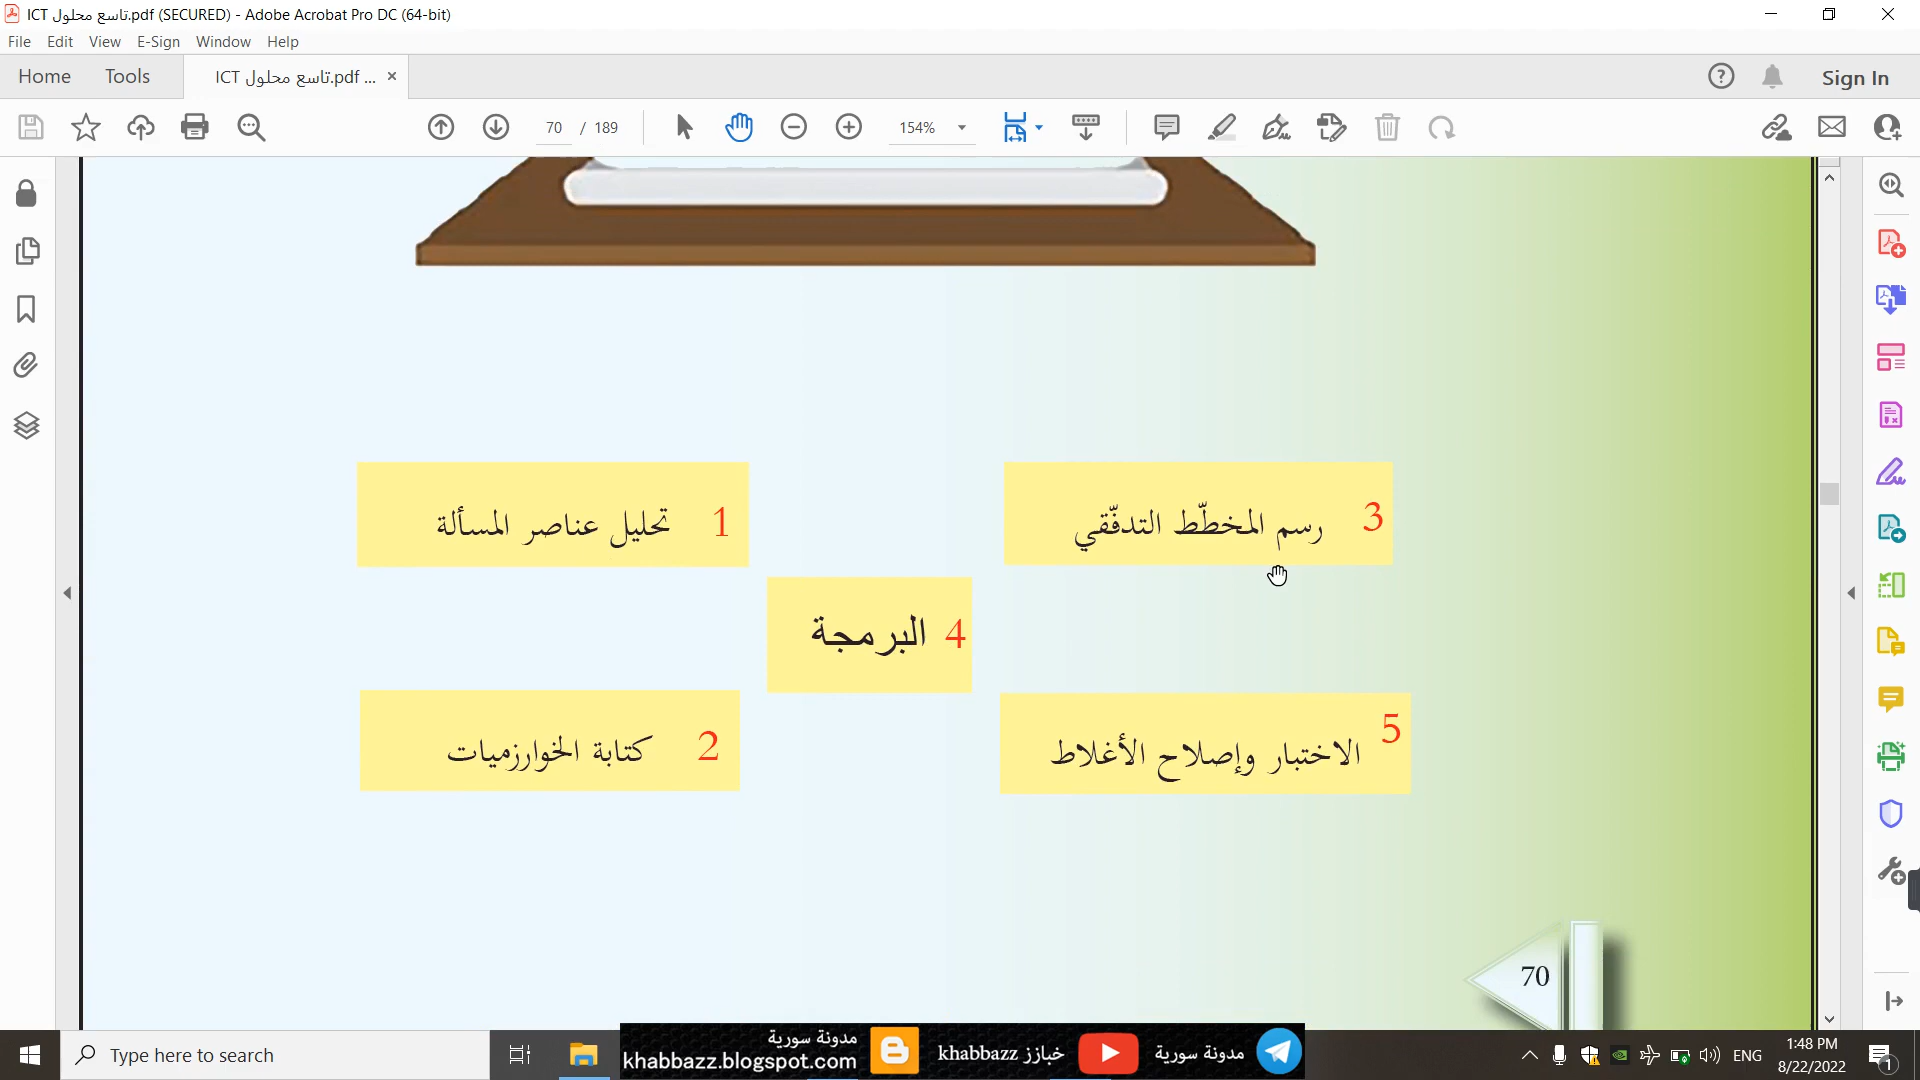 ICT تاسع محلول.pdf (SECURED) - Adobe Acrobat Pro DC (64-bit)
File Edit View E-Sign Window Help
Home Tools ICT تاسع محلول.pdf ... × Sign In
70 / 189 154%
3 رسم المخطّط التدفّقي
1 تحليل عناصر المسألة
4 البرمجة
5 الاختبار وإصلاح الأغلاط
2 كتابة الخوارزميات
70
Type here to search
مدونة سورية
khabbazz.blogspot.com
خبازز khabbazz
مدونة سورية
ENG
1:48 PM
8/22/2022
1